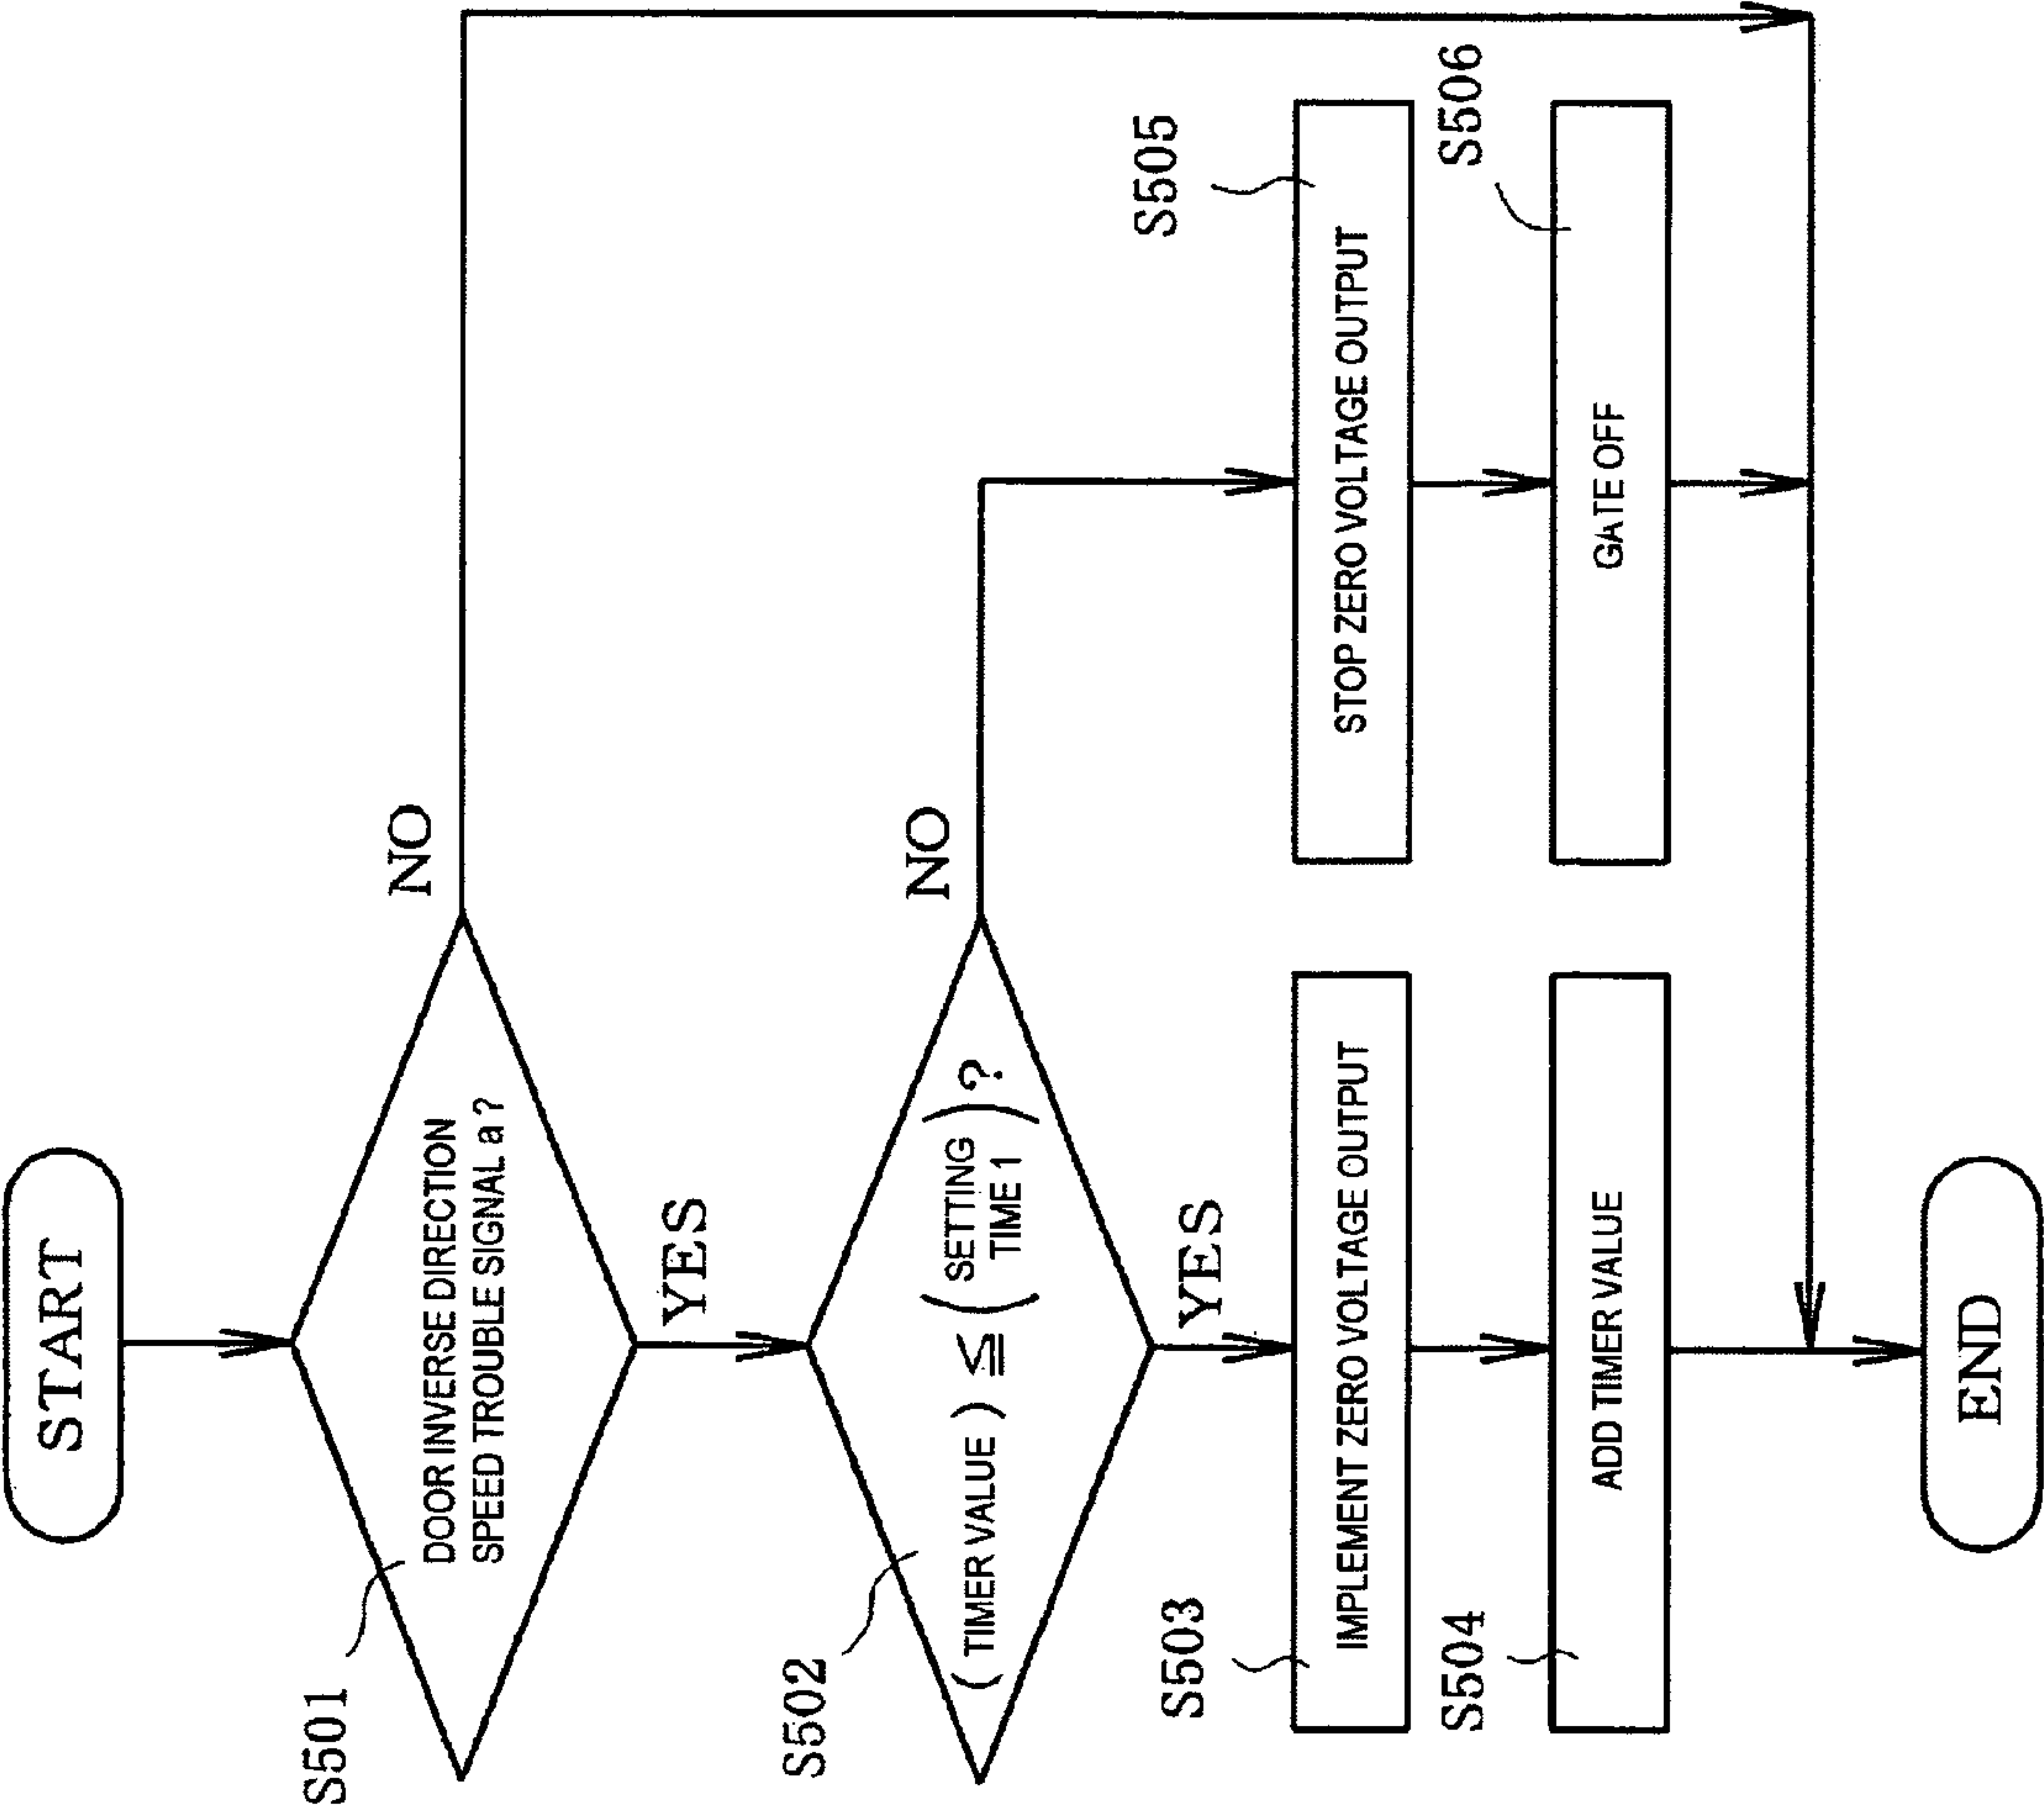 START
S501
DOOR INVERSE DIRECTION
SPEED TROUBLE SIGNAL a ?
NO
YES
S502
( TIMER VALUE ) ≦ ( SETTING
TIME 1 ) ?
NO
YES
S503
IMPLEMENT ZERO VOLTAGE OUTPUT
S504
ADD TIMER VALUE
S505
STOP ZERO VOLTAGE OUTPUT
S506
GATE OFF
END